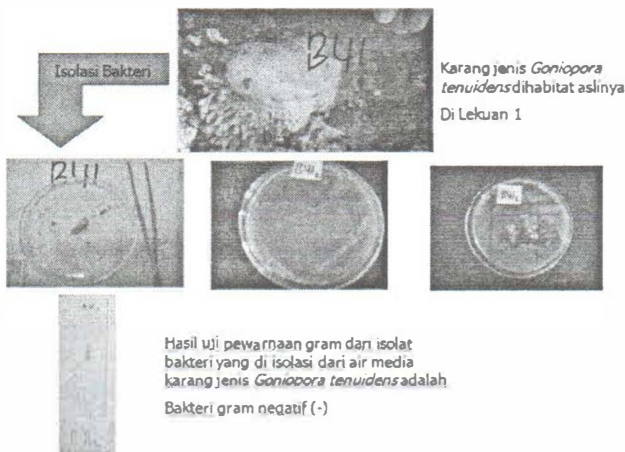 B41
Isolasi Bakteri
Karang jenis Goniopora
tenuidens dihabitat aslinya
Di Lekuan 1
B41
Hasil uji pewarnaan gram dari isolat
bakteri yang di isolasi dari air media
karang jenis Goniopora tenuidens adalah
Bakteri gram negatif (-)